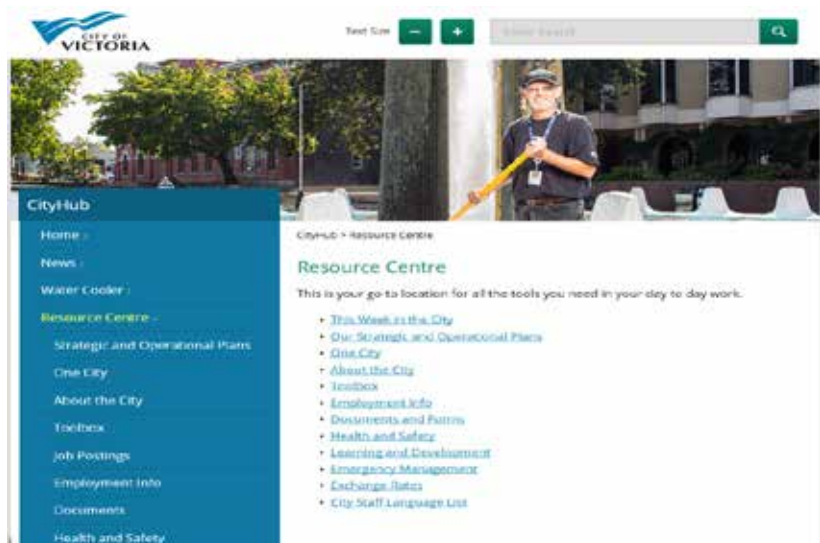 CITY OF
VICTORIA
Text Size
Enter Search
CityHub
Home
News
Water Cooler
Resource Centre
Strategic and Operational Plans
One City
About the City
Toolbox
Job Postings
Employment Info
Documents
Health and Safety
CityHub > Resource Centre
Resource Centre
This is your go-to location for all the tools you need in your day to day work.
This Week in the City
Our Strategic and Operational Plans
One City
About the City
Toolbox
Employment Info
Documents and Forms
Health and Safety
Learning and Development
Emergency Management
Exchange Rates
City Staff Language List